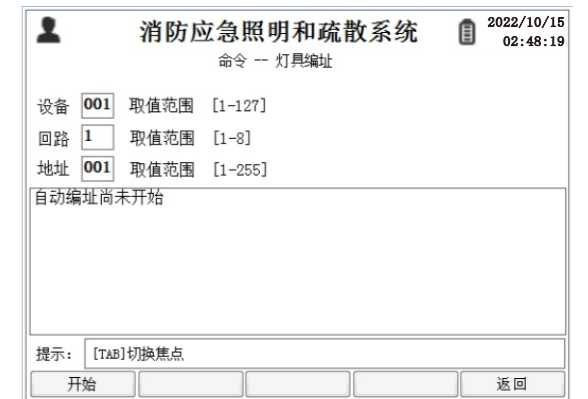 消防应急照明和疏散系统
2022/10/15
02:48:19
命令 -- 灯具编址
设备 001 取值范围 [1-127]
回路 1 取值范围 [1-8]
地址 001 取值范围 [1-255]
自动编址尚未开始
提示： [TAB]切换焦点
开始 返回